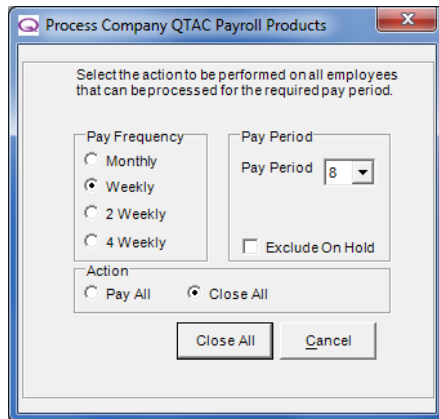 Process Company QTAC Payroll Products
Select the action to be performed on all employees
that can be processed for the required pay period.
Pay Frequency
Monthly
Weekly
2 Weekly
4 Weekly
Pay Period
Pay Period 8
Exclude On Hold
Action
Pay All Close All
Close All Cancel